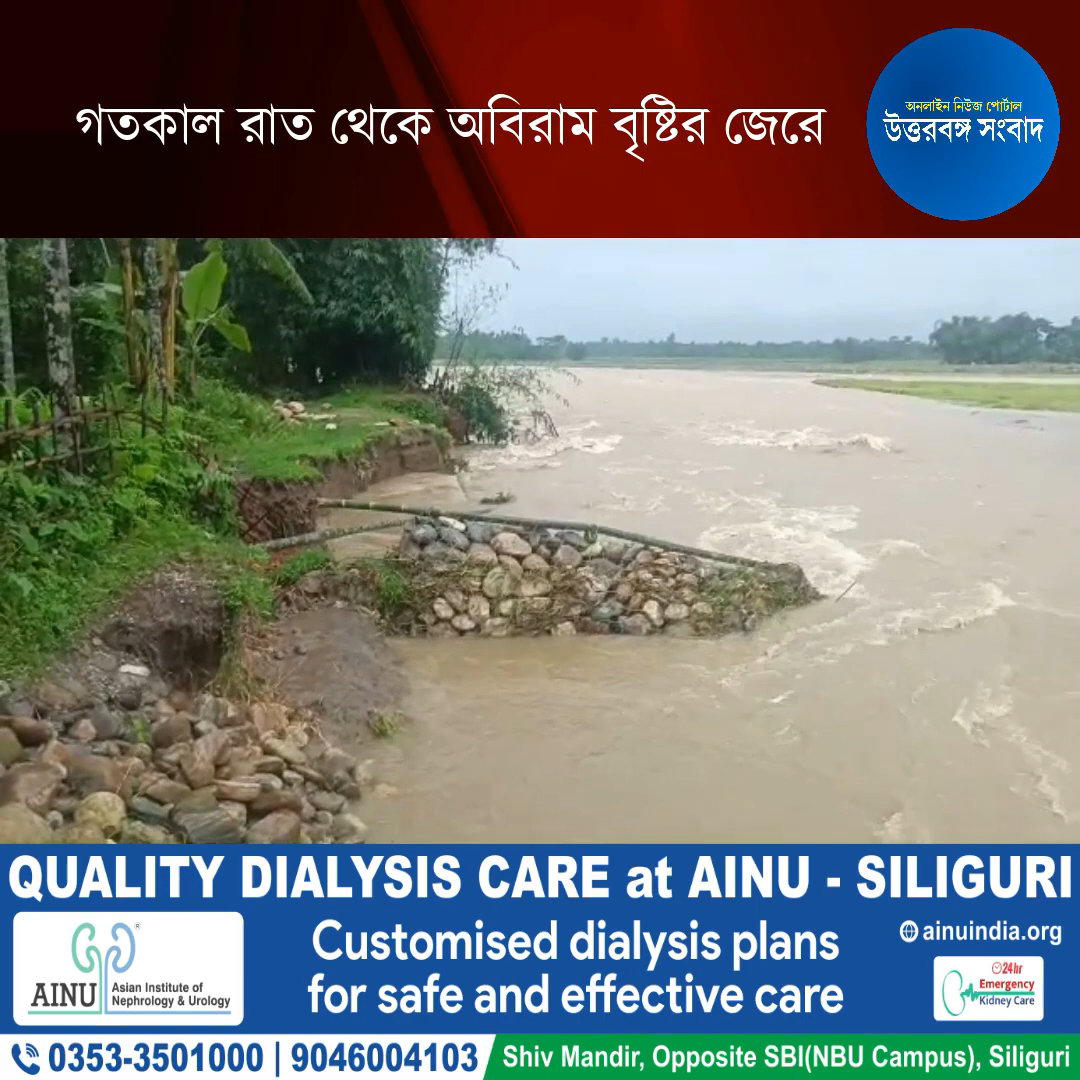 গতকাল রাত থেকে অবিরাম বৃষ্টির জেরে
অনলাইন নিউজ পোর্টাল
উত্তরবঙ্গ সংবাদ
QUALITY DIALYSIS CARE at AINU - SILIGURI
AINU
Asian Institute of
Nephrology & Urology
Customised dialysis plans
for safe and effective care
ainuindia.org
24hr
Emergency
Kidney Care
0353-3501000 | 9046004103
Shiv Mandir, Opposite SBI(NBU Campus), Siliguri